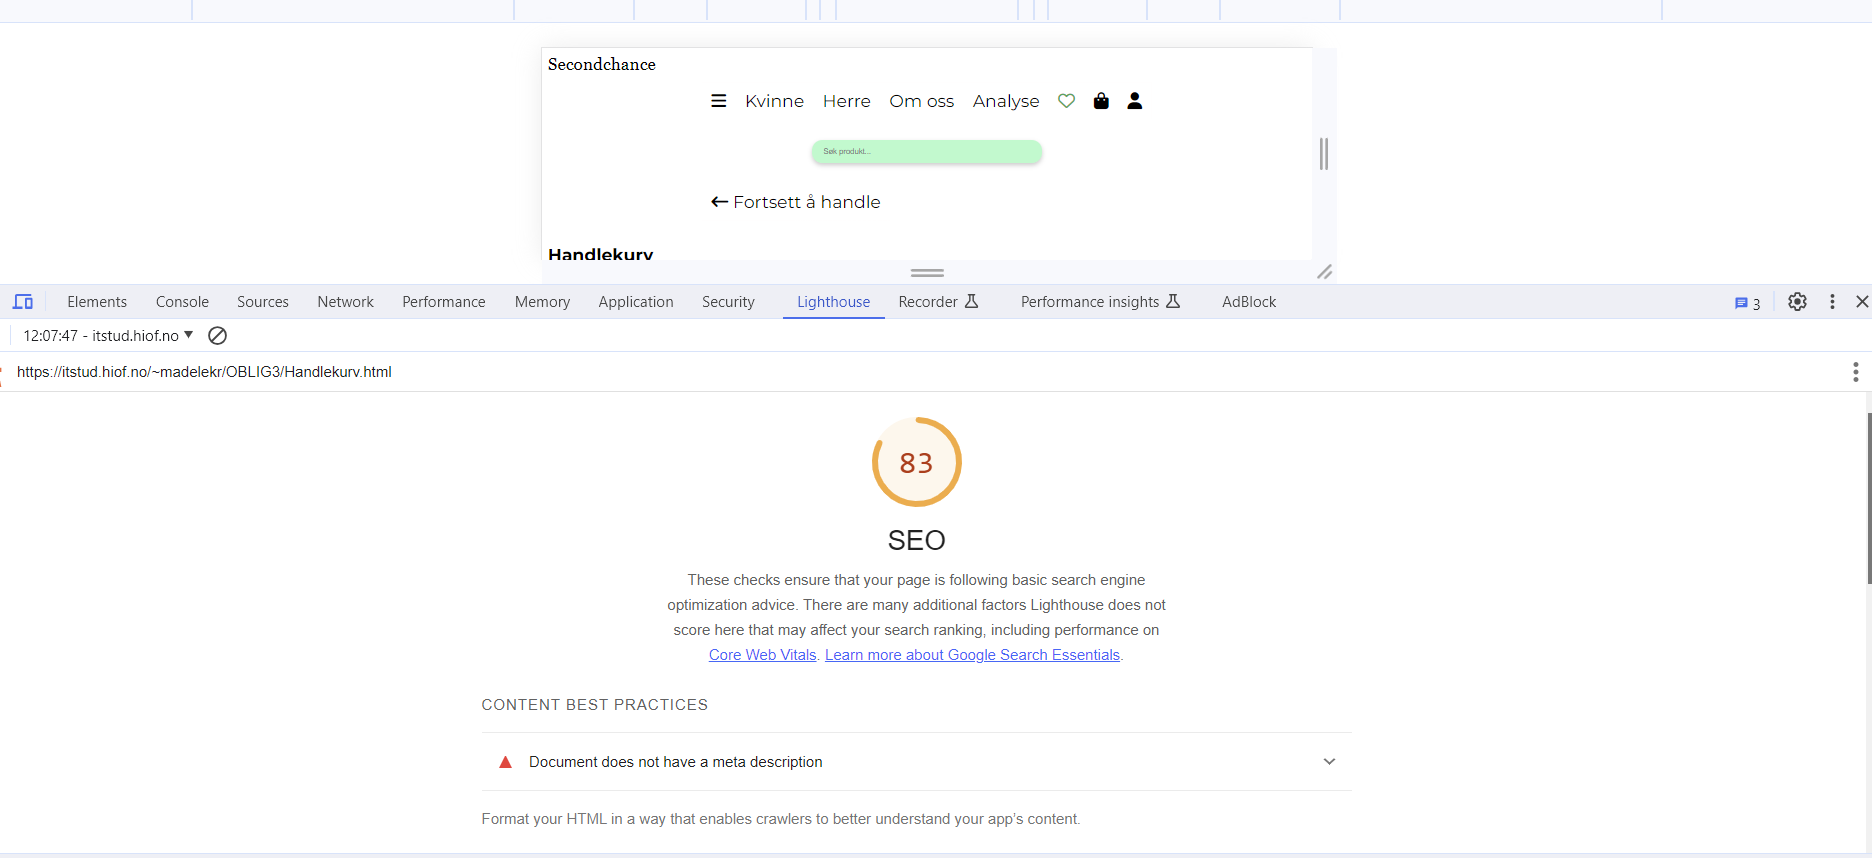 Secondchance
Kvinne Herre Om oss Analyse
Søk produkt...
Fortsett å handle
Handlekurv
Elements Console Sources Network Performance Memory Application Security Lighthouse Recorder Performance insights AdBlock 3
12:07:47 - itstud.hiof.no
https://itstud.hiof.no/~madelekr/OBLIG3/Handlekurv.html
83
SEO
These checks ensure that your page is following basic search engine
optimization advice. There are many additional factors Lighthouse does not
score here that may affect your search ranking, including performance on
Core Web Vitals. Learn more about Google Search Essentials.
CONTENT BEST PRACTICES
Document does not have a meta description
Format your HTML in a way that enables crawlers to better understand your app’s content.